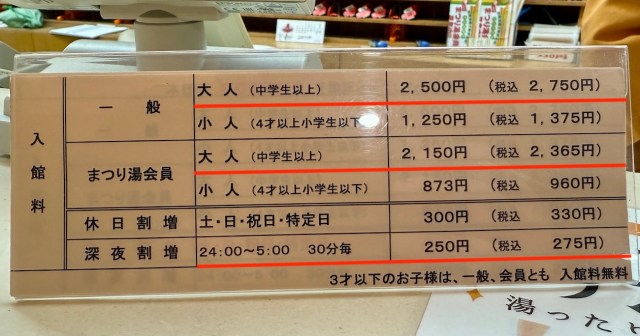 入館料
一般
大人 (中学生以上) 2,500円 (税込 2,750円)
小人 (4才以上小学生以下) 1,250円 (税込 1,375円)
まつり湯会員
大人 (中学生以上) 2,150円 (税込 2,365円)
小人 (4才以上小学生以下) 873円 (税込 960円)
休日割増 土・日・祝日・特定日 300円 (税込 330円)
深夜割増 24:00～5:00 30分毎 250円 (税込 275円)
3才以下のお子様は、一般、会員とも 入館料無料
湯った